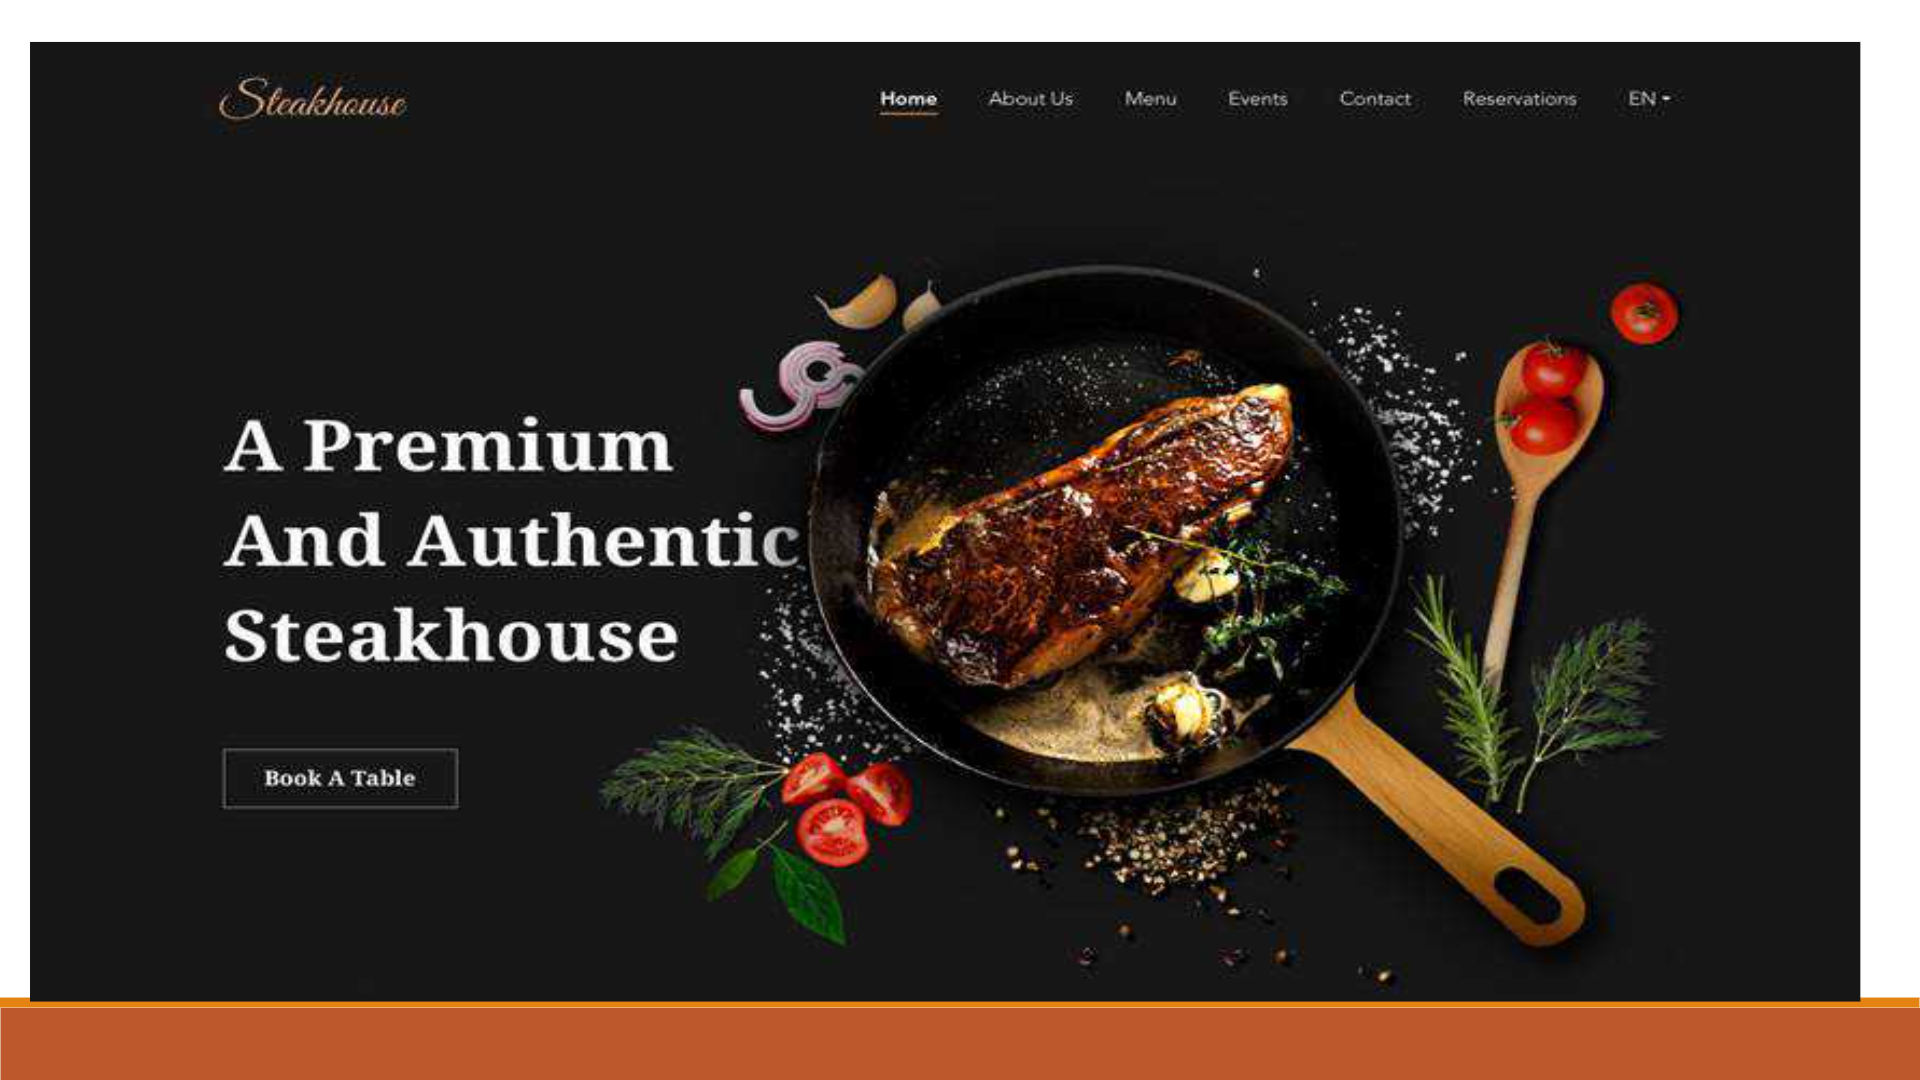 Steakhouse
Home About Us Menu Events Contact Reservations EN
A Premium
And Authentic
Steakhouse
Book A Table